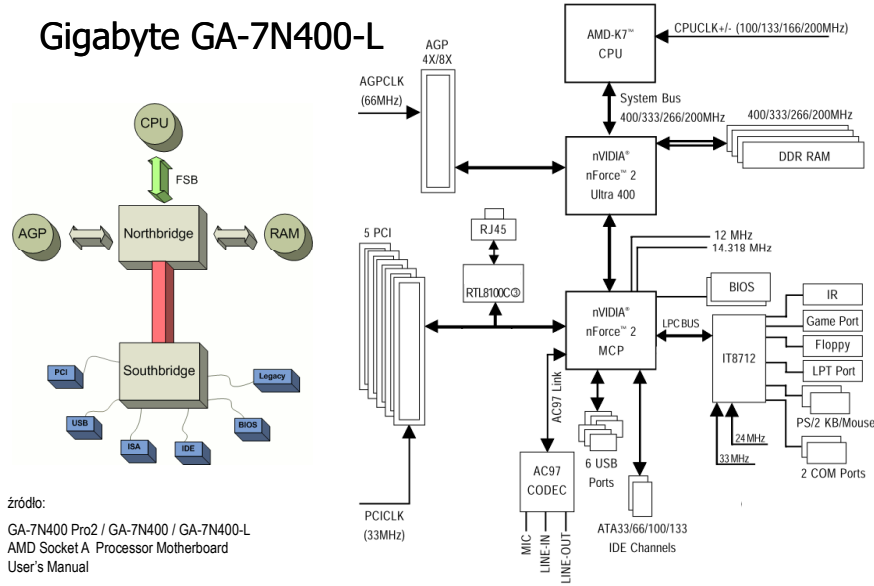 Gigabyte GA-7N400-L
CPU
FSB
AGP
Northbridge
RAM
Southbridge
PCI
USB
ISA
IDE
BIOS
Legacy
źródło:
GA-7N400 Pro2 / GA-7N400 / GA-7N400-L
AMD Socket A Processor Motherboard
User's Manual
AGP
4X/8X
AGPCLK
(66MHz)
AMD-K7™
CPU
CPUCLK+/- (100/133/166/200MHz)
System Bus
400/333/266/200MHz
400/333/266/200MHz
DDR RAM
nVIDIA®
nForce™ 2
Ultra 400
5 PCI
RJ45
RTL8100C③
12 MHz
14.318 MHz
nVIDIA®
nForce™ 2
MCP
BIOS
LPC BUS
IT8712
IR
Game Port
Floppy
LPT Port
PS/2 KB/Mouse
2 COM Ports
24 MHz
33 MHz
AC97 Link
AC97
CODEC
MIC
LINE-IN
LINE-OUT
6 USB
Ports
ATA33/66/100/133
IDE Channels
PCICLK
(33MHz)